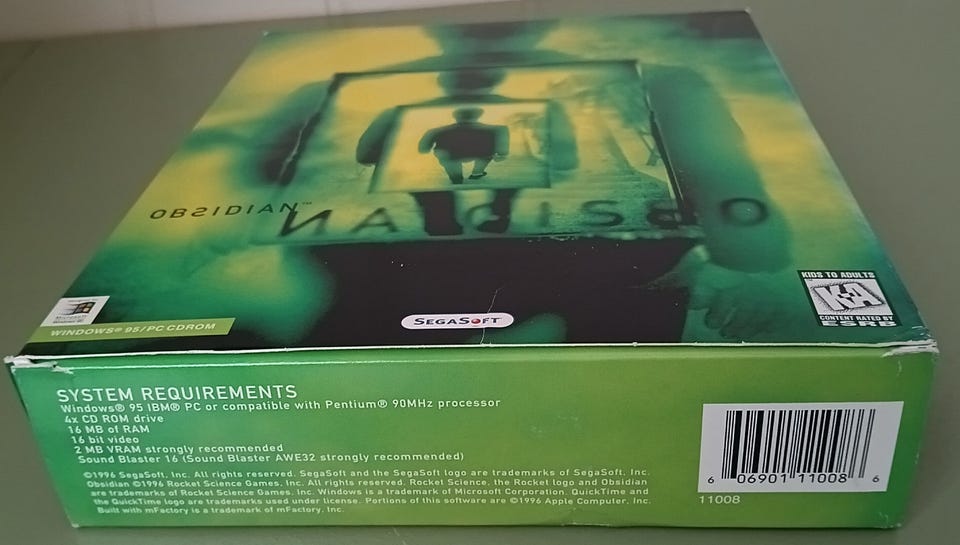 OBSIDIAN™
Microsoft
Windows 95
WINDOWS® 95/PC CDROM
SEGASOFT
KIDS TO ADULTS
K-A
CONTENT RATED BY
ESRB
SYSTEM REQUIREMENTS
Windows® 95 IBM® PC or compatible with Pentium® 90MHz processor
4x CD ROM drive
16 MB of RAM
16 bit video
2 MB VRAM strongly recommended
Sound Blaster 16 (Sound Blaster AWE32 strongly recommended)
©1996 SegaSoft, Inc. All rights reserved. SegaSoft and the SegaSoft logo are trademarks of SegaSoft, Inc.
Obsidian ©1996 Rocket Science Games, Inc. All rights reserved. Rocket Science, the Rocket logo and Obsidian
are trademarks of Rocket Science Games, Inc. Windows is a trademark of Microsoft Corporation. QuickTime and
the QuickTime logo are trademarks used under license. Portions of this software are ©1996 Apple Computer, Inc.
Built with mFactory is a trademark of mFactory, Inc.
6 06901 11008 6
11008